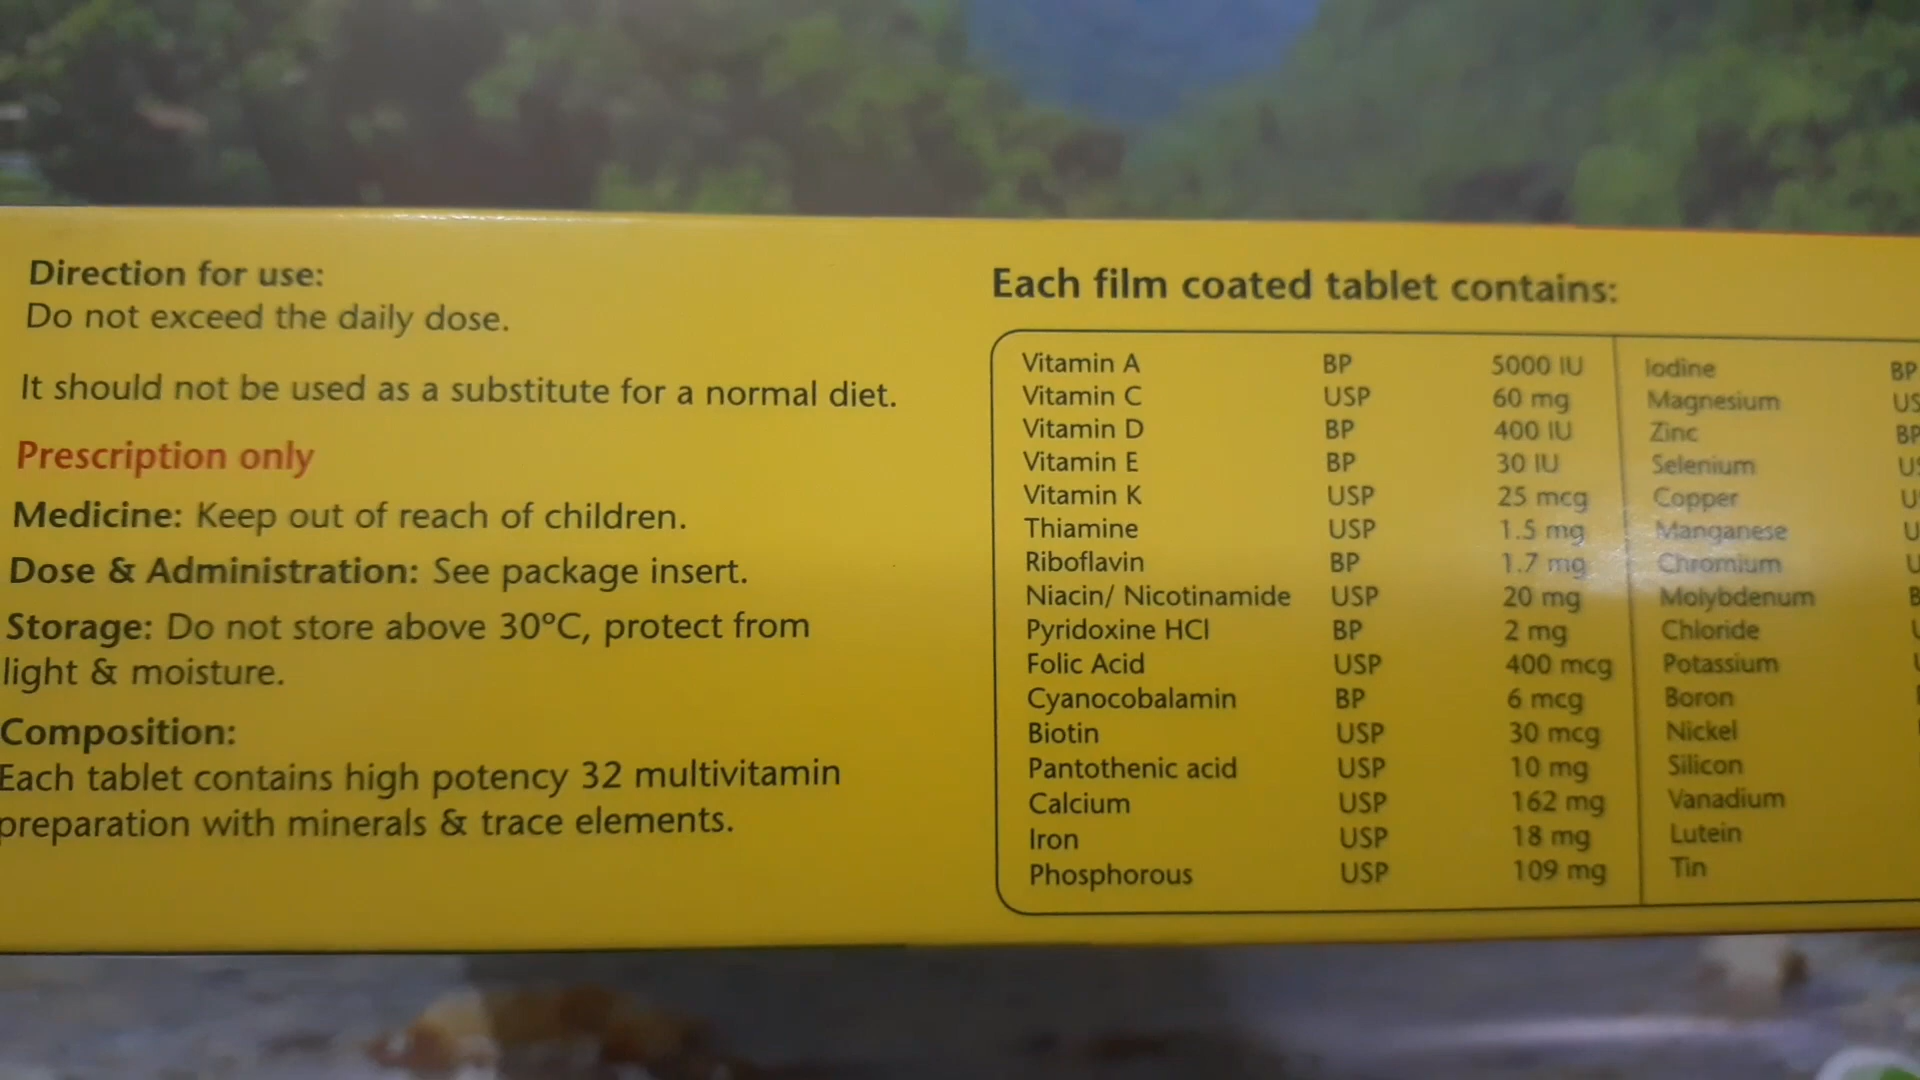 Direction for use:
Do not exceed the daily dose.
It should not be used as a substitute for a normal diet.
Prescription only
Medicine: Keep out of reach of children.
Dose & Administration: See package insert.
Storage: Do not store above 30°C, protect from
light & moisture.
Composition:
Each tablet contains high potency 32 multivitamin
preparation with minerals & trace elements.
Each film coated tablet contains:
Vitamin A BP 5000 IU
Vitamin C USP 60 mg
Vitamin D BP 400 IU
Vitamin E BP 30 IU
Vitamin K USP 25 mcg
Thiamine USP 1.5 mg
Riboflavin BP 1.7 mg
Niacin/ Nicotinamide USP 20 mg
Pyridoxine HCl BP 2 mg
Folic Acid USP 400 mcg
Cyanocobalamin BP 6 mcg
Biotin USP 30 mcg
Pantothenic acid USP 10 mg
Calcium USP 162 mg
Iron USP 18 mg
Phosphorous USP 109 mg
Iodine BP
Magnesium US
Zinc BP
Selenium
Copper
Manganese
Chromium
Molybdenum
Chloride
Potassium
Boron
Nickel
Silicon
Vanadium
Lutein
Tin